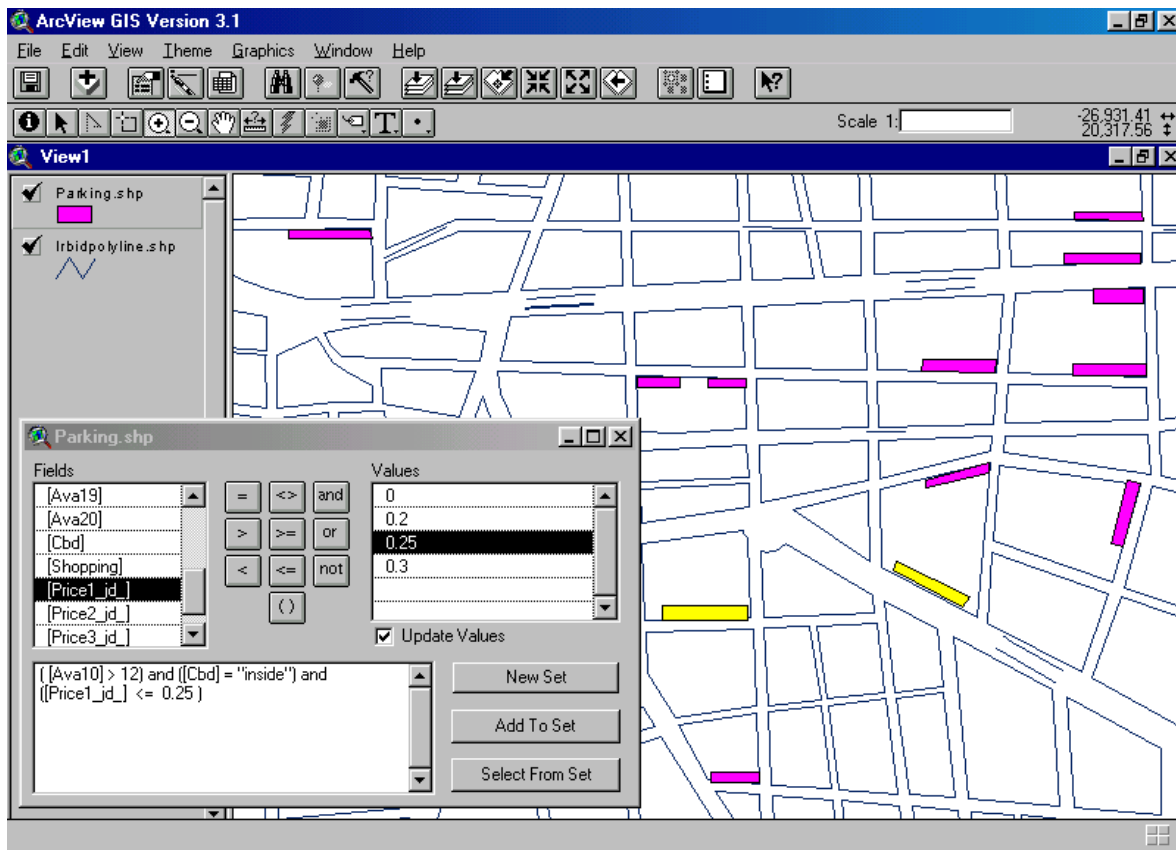 ArcView GIS Version 3.1
File Edit View Theme Graphics Window Help
Scale 1:
-26,931.41
20,317.56
View1
Parking.shp
Irbidpolyline.shp
Parking.shp
Fields
[Ava19]
[Ava20]
[Cbd]
[Shopping]
[Price1_jd_]
[Price2_jd_]
[Price3_jd_]
= <> and
> >= or
< <= not
( )
Values
0
0.2
0.25
0.3
Update Values
( [Ava10] > 12) and ([Cbd] = "inside") and
([Price1_jd_] <= 0.25 )
New Set
Add To Set
Select From Set